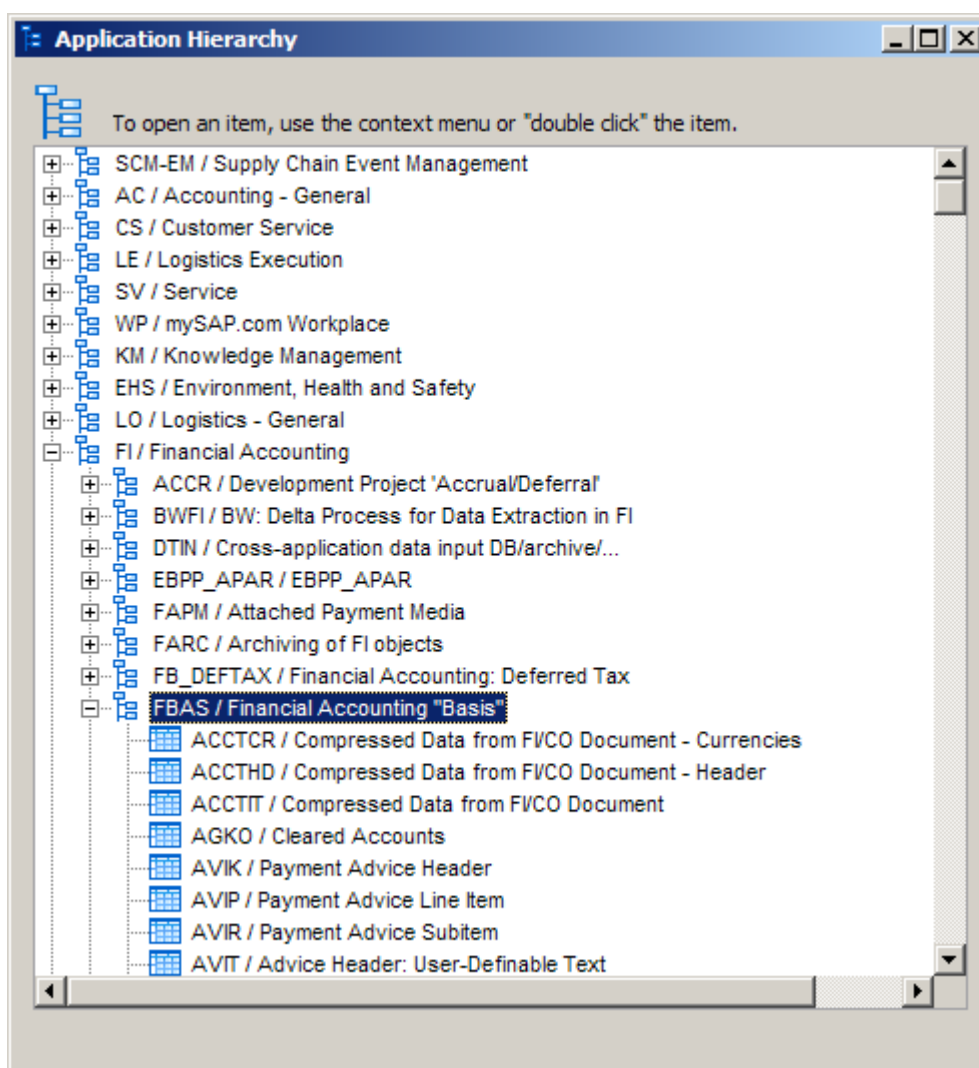 Application Hierarchy
To open an item, use the context menu or "double click" the item.
SCM-EM / Supply Chain Event Management
AC / Accounting - General
CS / Customer Service
LE / Logistics Execution
SV / Service
WP / mySAP.com Workplace
KM / Knowledge Management
EHS / Environment, Health and Safety
LO / Logistics - General
FI / Financial Accounting
ACCR / Development Project 'Accrual/Deferral'
BWFI / BW: Delta Process for Data Extraction in FI
DTIN / Cross-application data input DB/archive/...
EBPP_APAR / EBPP_APAR
FAPM / Attached Payment Media
FARC / Archiving of FI objects
FB_DEFTAX / Financial Accounting: Deferred Tax
FBAS / Financial Accounting "Basis"
ACCTCR / Compressed Data from FI/CO Document - Currencies
ACCTHD / Compressed Data from FI/CO Document - Header
ACCTIT / Compressed Data from FI/CO Document
AGKO / Cleared Accounts
AVIK / Payment Advice Header
AVIP / Payment Advice Line Item
AVIR / Payment Advice Subitem
AVIT / Advice Header: User-Definable Text